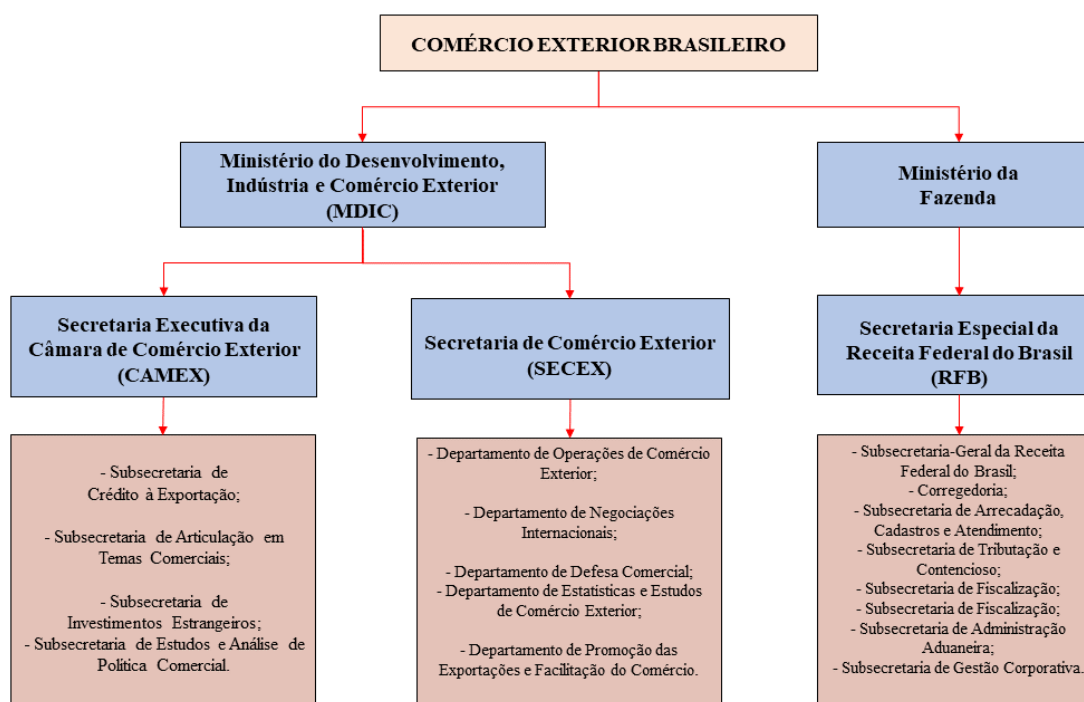 COMÉRCIO EXTERIOR BRASILEIRO
Ministério do Desenvolvimento,
Indústria e Comércio Exterior
(MDIC)
Ministério da
Fazenda
Secretaria Executiva da
Câmara de Comércio Exterior
(CAMEX)
Secretaria de Comércio Exterior
(SECEX)
Secretaria Especial da
Receita Federal do Brasil
(RFB)
- Subsecretaria de
Crédito à Exportação;
- Subsecretaria de Articulação em
Temas Comerciais;
- Subsecretaria de
Investimentos Estrangeiros;
- Subsecretaria de Estudos e Análise de
Política Comercial.
- Departamento de Operações de Comércio
Exterior;
- Departamento de Negociações
Internacionais;
- Departamento de Defesa Comercial;
- Departamento de Estatísticas e Estudos
de Comércio Exterior;
- Departamento de Promoção das
Exportações e Facilitação do Comércio.
- Subsecretaria-Geral da Receita
Federal do Brasil;
- Corregedoria;
- Subsecretaria de Arrecadação,
Cadastros e Atendimento;
- Subsecretaria de Tributação e
Contencioso;
- Subsecretaria de Fiscalização;
- Subsecretaria de Fiscalização;
- Subsecretaria de Administração
Aduaneira;
- Subsecretaria de Gestão Corporativa.